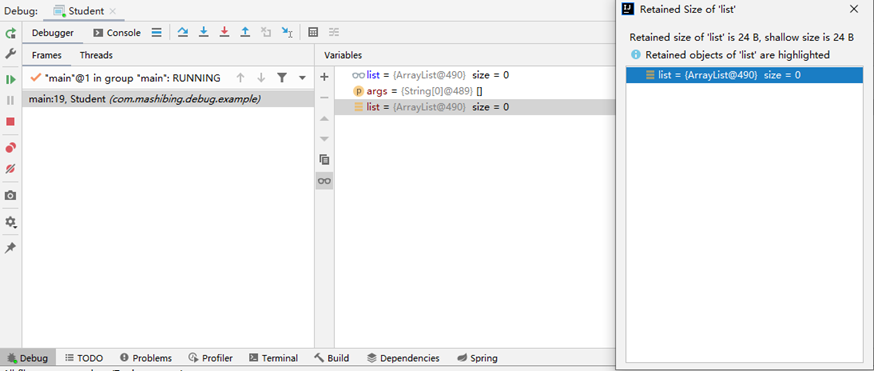 Debug:
Student
Debugger
Console
Frames
Threads
Variables
"main"@1 in group "main": RUNNING
main:19, Student (com.mashibing.debug.example)
list = {ArrayList@490} size = 0
args = {String[0]@489} []
list = {ArrayList@490} size = 0
Debug
TODO
Problems
Profiler
Terminal
Build
Dependencies
Spring
Retained Size of 'list'
Retained size of 'list' is 24 B, shallow size is 24 B
Retained objects of 'list' are highlighted
list = {ArrayList@490} size = 0